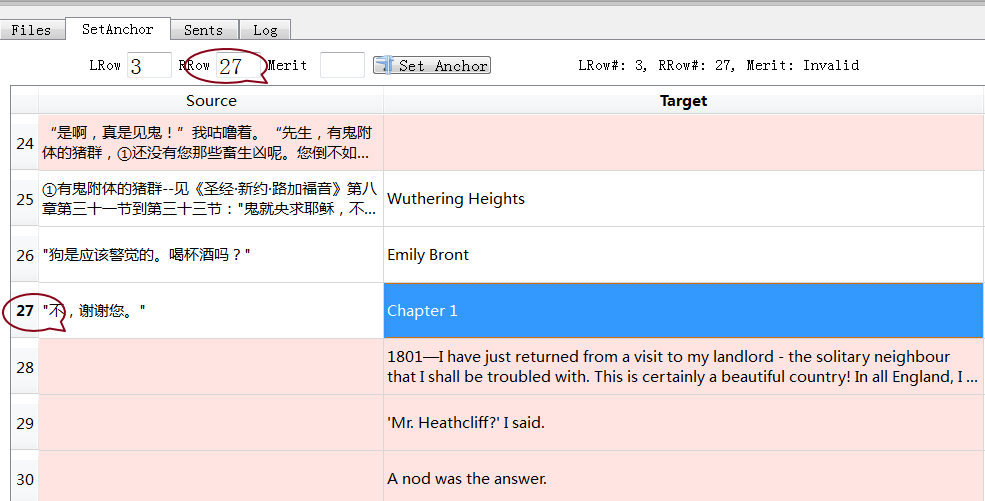 Files SetAnchor Sents Log
LRow 3 RRow 27 Merit Set Anchor LRow#: 3, RRow#: 27, Merit: Invalid
Source Target
24 “是啊，真是见鬼！”我咕噜着。“先生，有鬼附
体的猪群，①还没有您那些畜生凶呢。您倒不如...
25 ①有鬼附体的猪群--见《圣经·新约·路加福音》第八
章第三十一节到第三十三节："鬼就央求耶稣，不...
Wuthering Heights
26 "狗是应该警觉的。喝杯酒吗？" Emily Bront
27 "不，谢谢您。" Chapter 1
28 1801—I have just returned from a visit to my landlord - the solitary neighbour
that I shall be troubled with. This is certainly a beautiful country! In all England, I ...
29 'Mr. Heathcliff?' I said.
30 A nod was the answer.